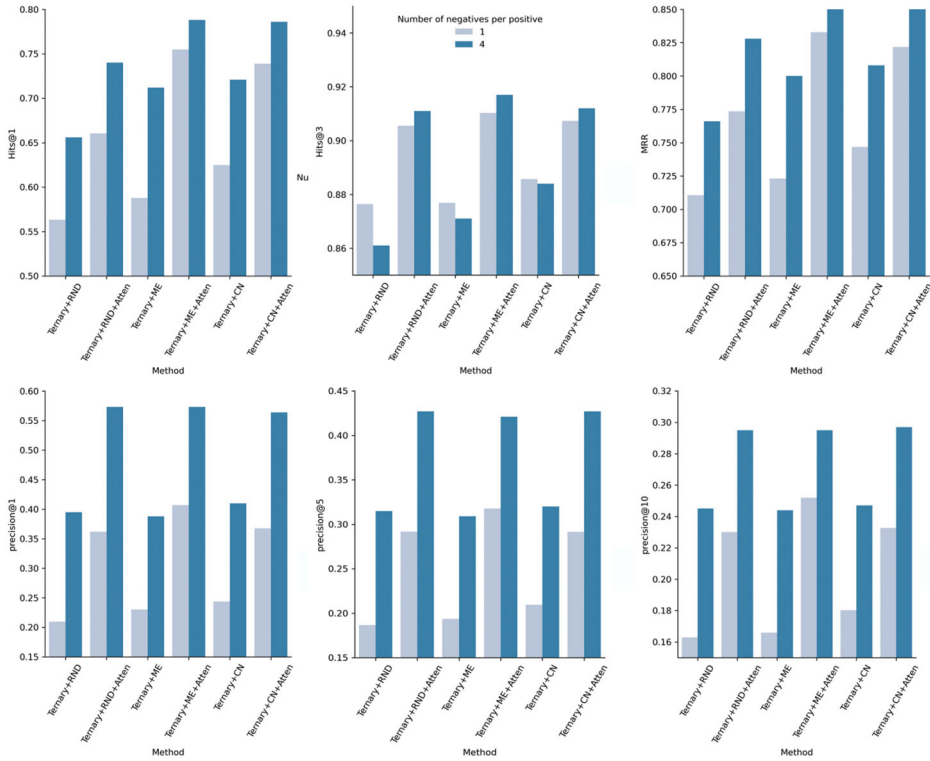 Hits@1
0.80
0.75
0.70
0.65
0.60
0.55
0.50
Ternary+RND
Ternary+RND+Atten
Ternary+ME
Ternary+ME+Atten
Ternary+CN
Ternary+CN+Atten
Method
Nu
Number of negatives per positive
1
4
Hits@3
0.94
0.92
0.90
0.88
0.86
Ternary+RND
Ternary+RND+Atten
Ternary+ME
Ternary+ME+Atten
Ternary+CN
Ternary+CN+Atten
Method
MRR
0.850
0.825
0.800
0.775
0.750
0.725
0.700
0.675
0.650
Ternary+RND
Ternary+RND+Atten
Ternary+ME
Ternary+ME+Atten
Ternary+CN
Ternary+CN+Atten
Method
precision@1
0.60
0.55
0.50
0.45
0.40
0.35
0.30
0.25
0.20
0.15
Ternary+RND
Ternary+RND+Atten
Ternary+ME
Ternary+ME+Atten
Ternary+CN
Ternary+CN+Atten
Method
precision@5
0.45
0.40
0.35
0.30
0.25
0.20
0.15
Ternary+RND
Ternary+RND+Atten
Ternary+ME
Ternary+ME+Atten
Ternary+CN
Ternary+CN+Atten
Method
precision@10
0.32
0.30
0.28
0.26
0.24
0.22
0.20
0.18
0.16
Ternary+RND
Ternary+RND+Atten
Ternary+ME
Ternary+ME+Atten
Ternary+CN
Ternary+CN+Atten
Method